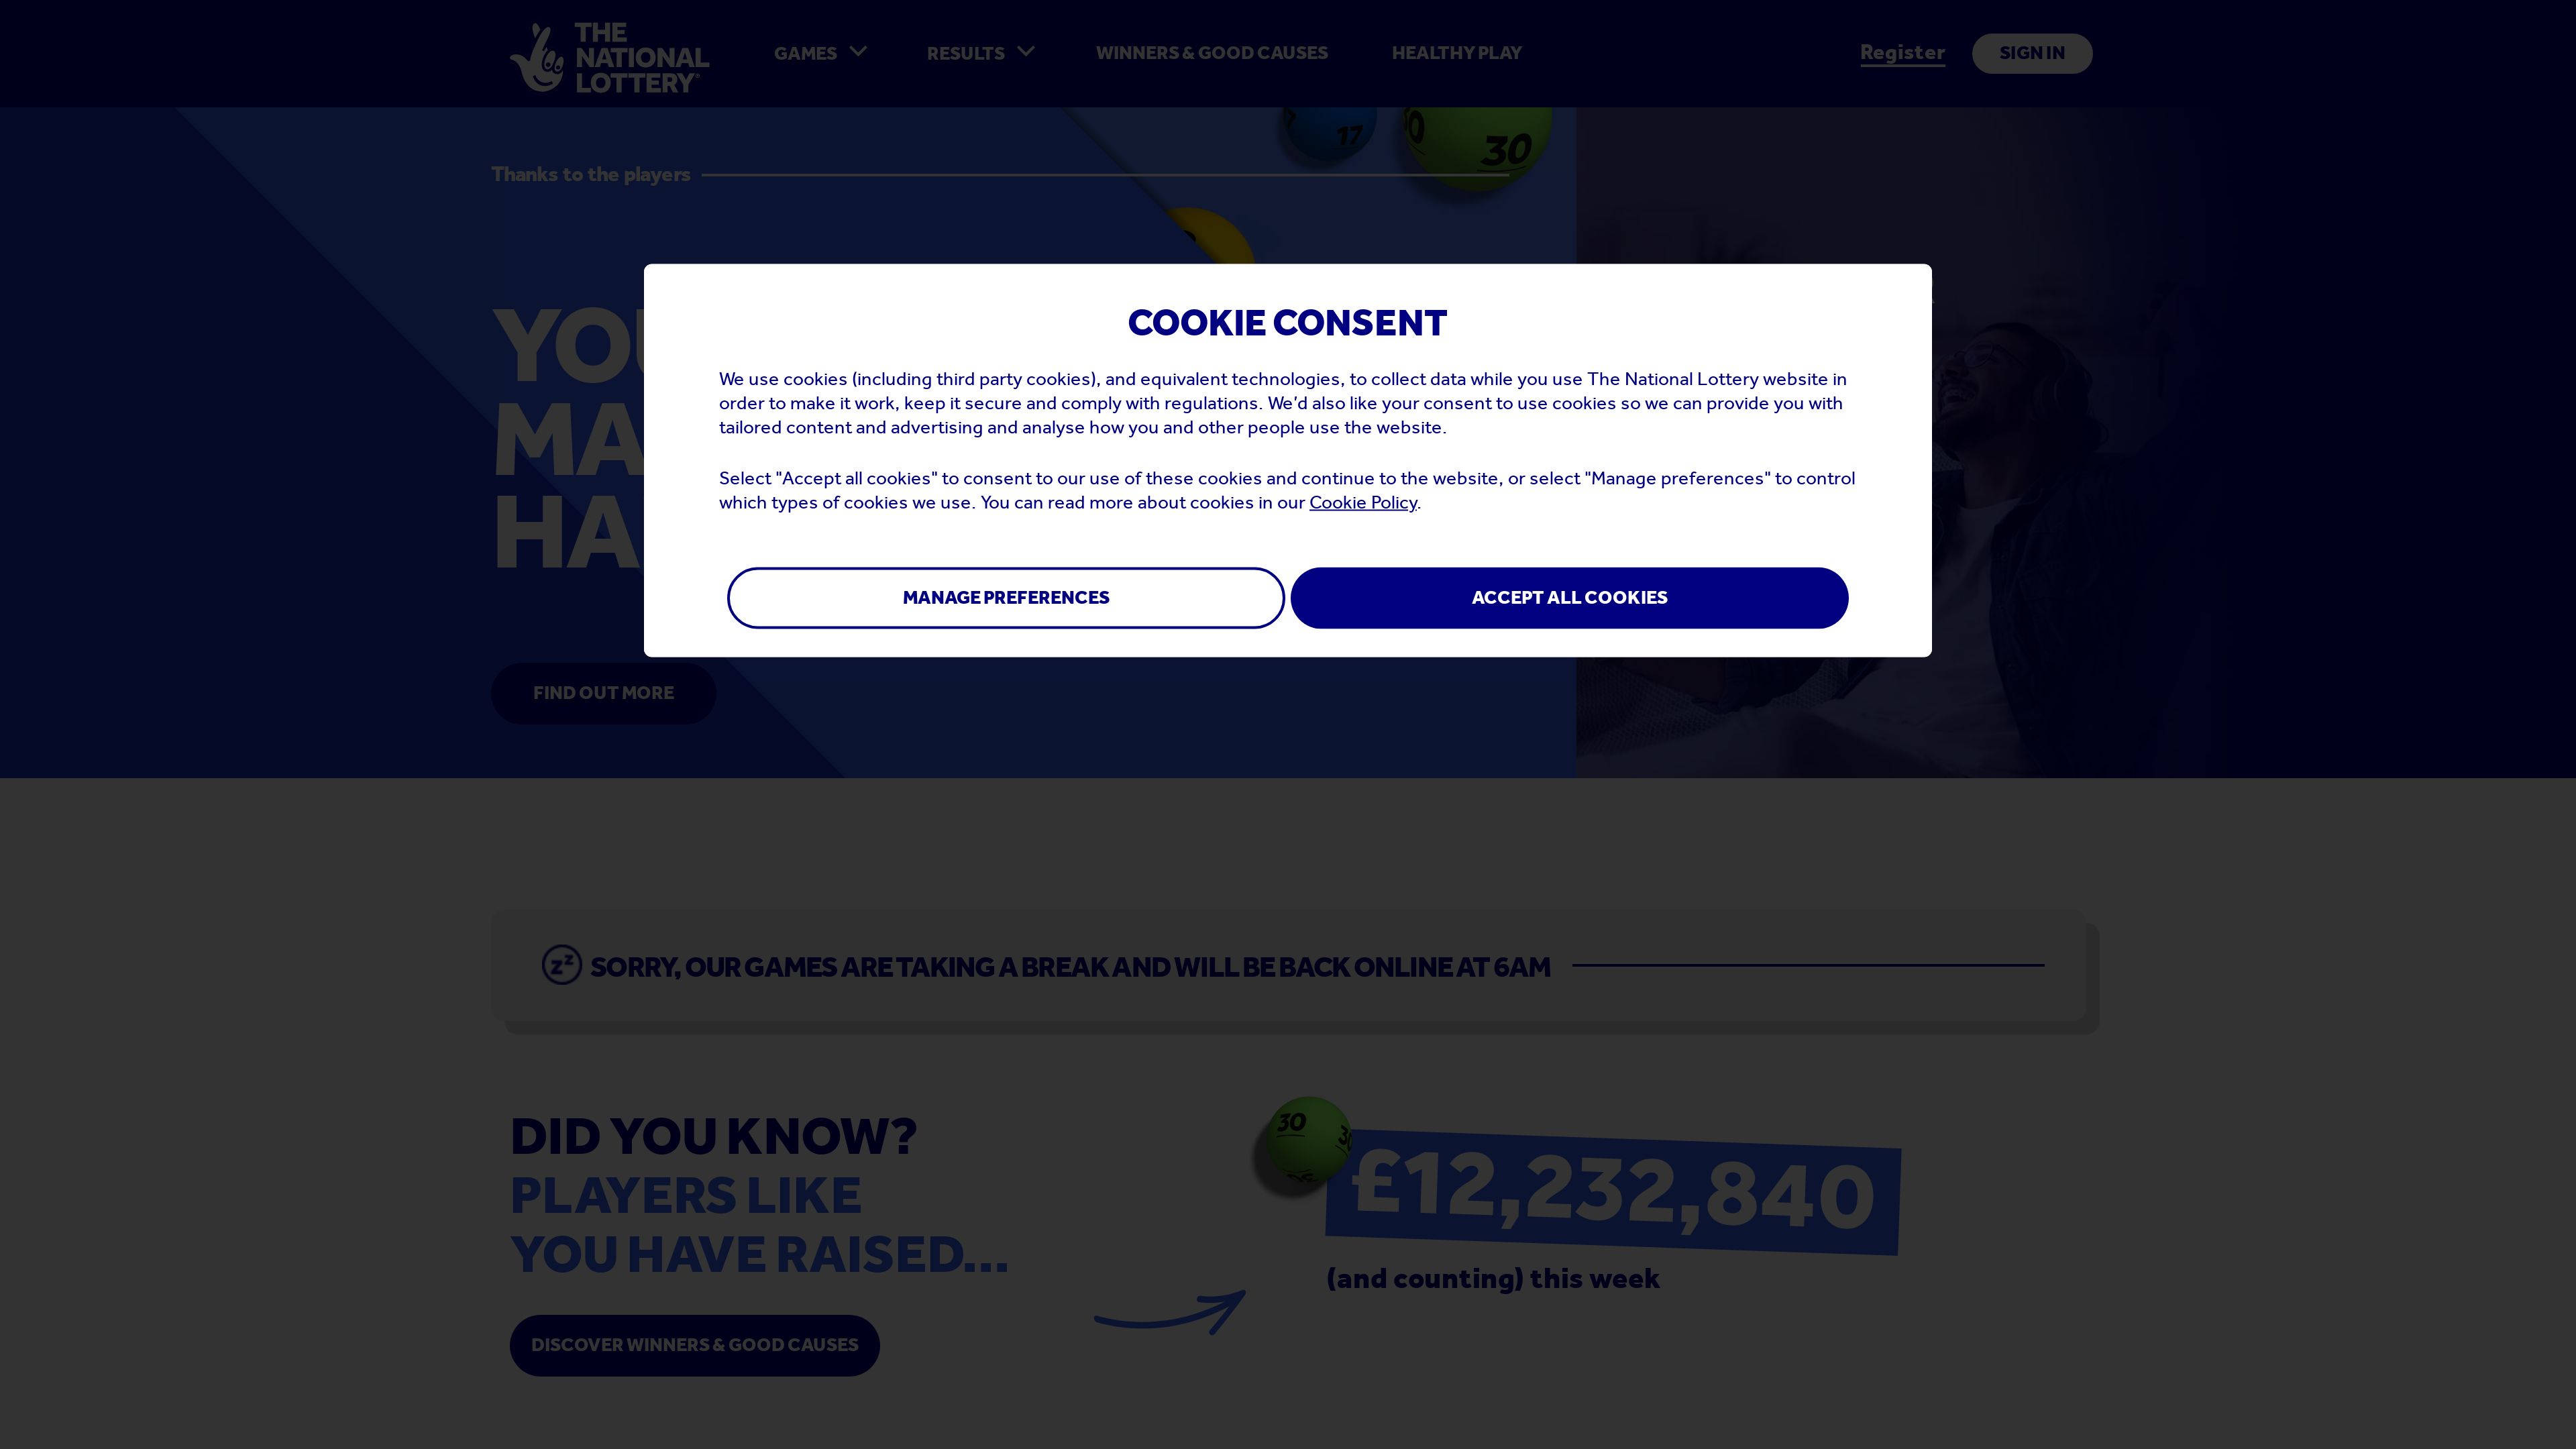 THE
NATIONAL
LOTTERY®
GAMES
RESULTS
WINNERS & GOOD CAUSES
HEALTHY PLAY
Register
SIGN IN
17
30
Thanks to the players
COOKIE CONSENT
We use cookies (including third party cookies), and equivalent technologies, to collect data while you use The National Lottery website in
order to make it work, keep it secure and comply with regulations. We’d also like your consent to use cookies so we can provide you with
tailored content and advertising and analyse how you and other people use the website.
Select "Accept all cookies" to consent to our use of these cookies and continue to the website, or select "Manage preferences" to control
which types of cookies we use. You can read more about cookies in our Cookie Policy.
MANAGE PREFERENCES
ACCEPT ALL COOKIES
FIND OUT MORE
zz SORRY, OUR GAMES ARE TAKING A BREAK AND WILL BE BACK ONLINE AT 6AM
DID YOU KNOW?
PLAYERS LIKE
YOU HAVE RAISED...
DISCOVER WINNERS & GOOD CAUSES
30
£12,232,840
(and counting) this week